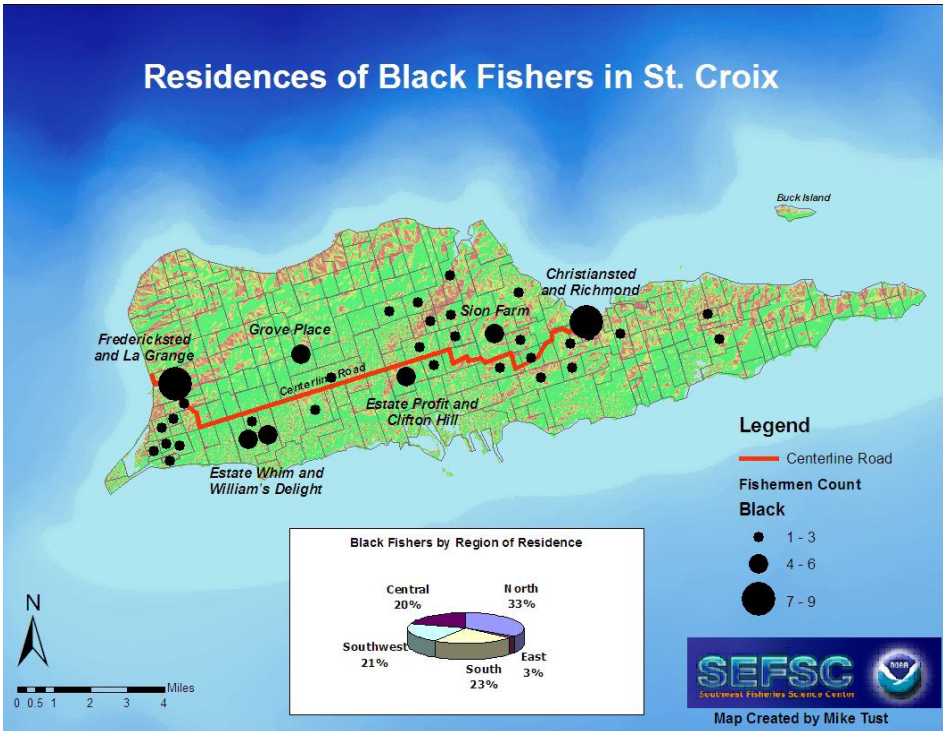 Residences of Black Fishers in St. Croix
Buck Island
Christiansted
and Richmond
Sion Farm
Grove Place
Fredericksted
and La Grange
Centerline Road
Estate Profit and
Clifton Hill
Estate Whim and
William's Delight
Legend
Centerline Road
Fishermen Count
Black
1 - 3
4 - 6
7 - 9
Black Fishers by Region of Residence
Central
20%
North
33%
Southwest
21%
South
23%
East
3%
N
Miles
0 0.5 1 2 3 4
SEFSC
Southeast Fisheries Science Center
NOAA
Map Created by Mike Tust